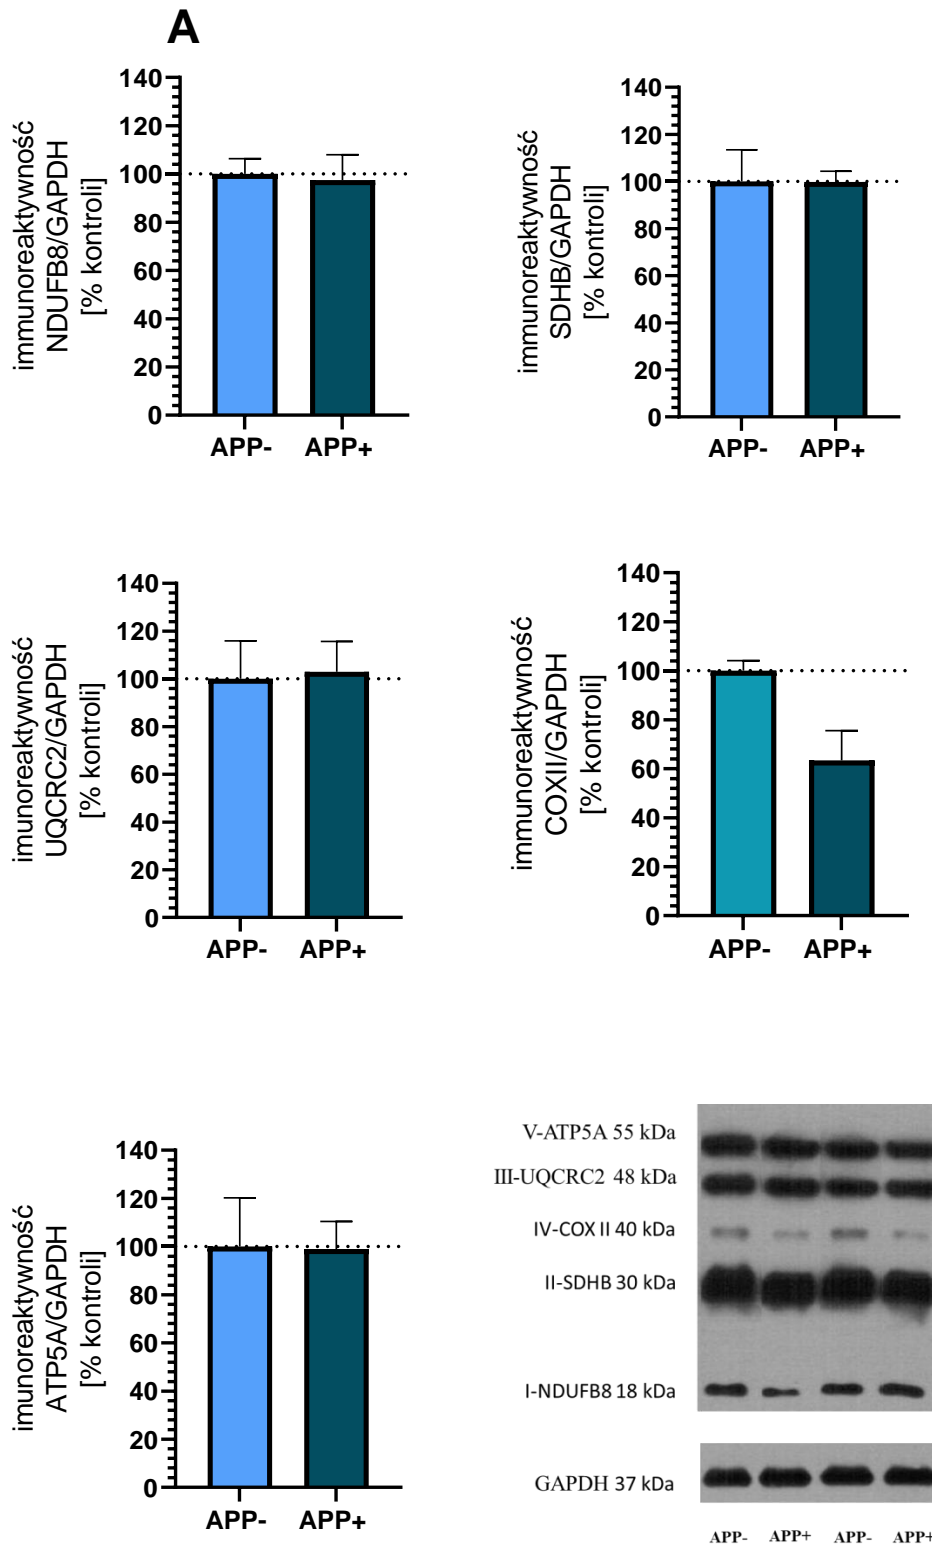 A
immunoreaktywność
NDUFB8/GAPDH
[% kontroli]
140
120
100
80
60
40
20
0
APP-
APP+
immunoreaktywność
SDHB/GAPDH
[% kontroli]
140
120
100
80
60
40
20
0
APP-
APP+
imunoreaktywność
UQCRC2/GAPDH
[% kontroli]
140
120
100
80
60
40
20
0
APP-
APP+
immunoreaktywność
COXII/GAPDH
[% kontroli]
140
120
100
80
60
40
20
0
APP-
APP+
imunoreaktywność
ATP5A/GAPDH
[% kontroli]
140
120
100
80
60
40
20
0
APP-
APP+
V-ATP5A 55 kDa
III-UQCRC2 48 kDa
IV-COX II 40 kDa
II-SDHB 30 kDa
I-NDUFB8 18 kDa
GAPDH 37 kDa
APP- APP+ APP- APP+